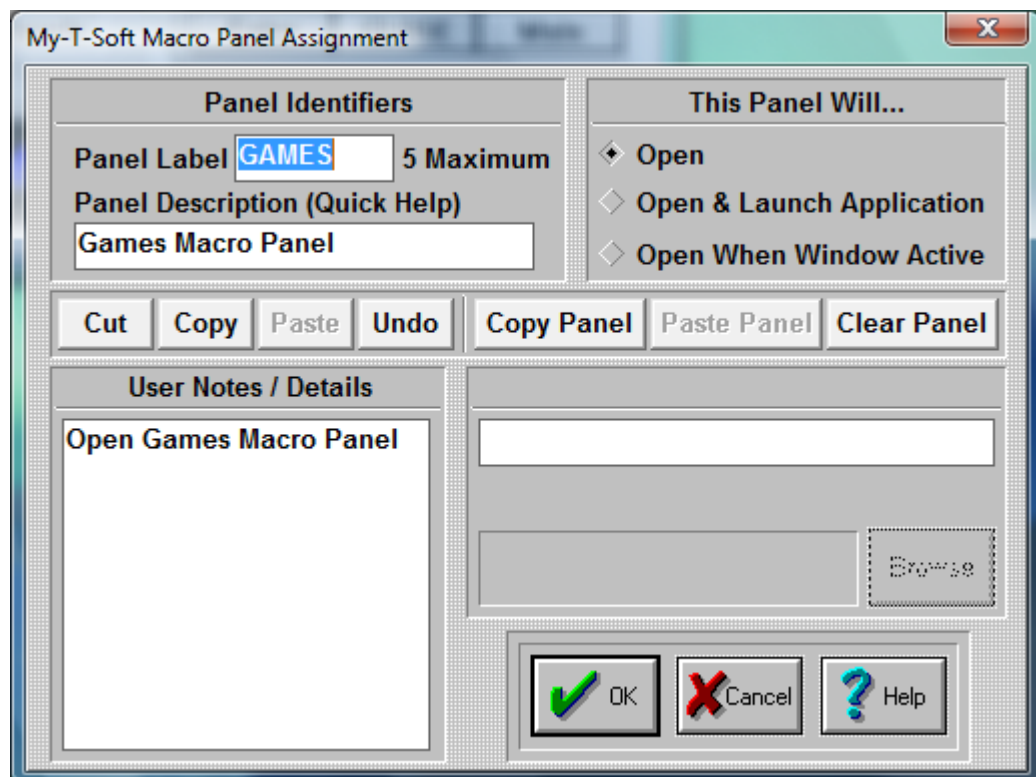 My-T-Soft Macro Panel Assignment
Panel Identifiers
Panel Label GAMES 5 Maximum
Panel Description (Quick Help)
Games Macro Panel
This Panel Will...
Open
Open & Launch Application
Open When Window Active
Cut Copy Paste Undo Copy Panel Paste Panel Clear Panel
User Notes / Details
Open Games Macro Panel
Browse
OK Cancel Help